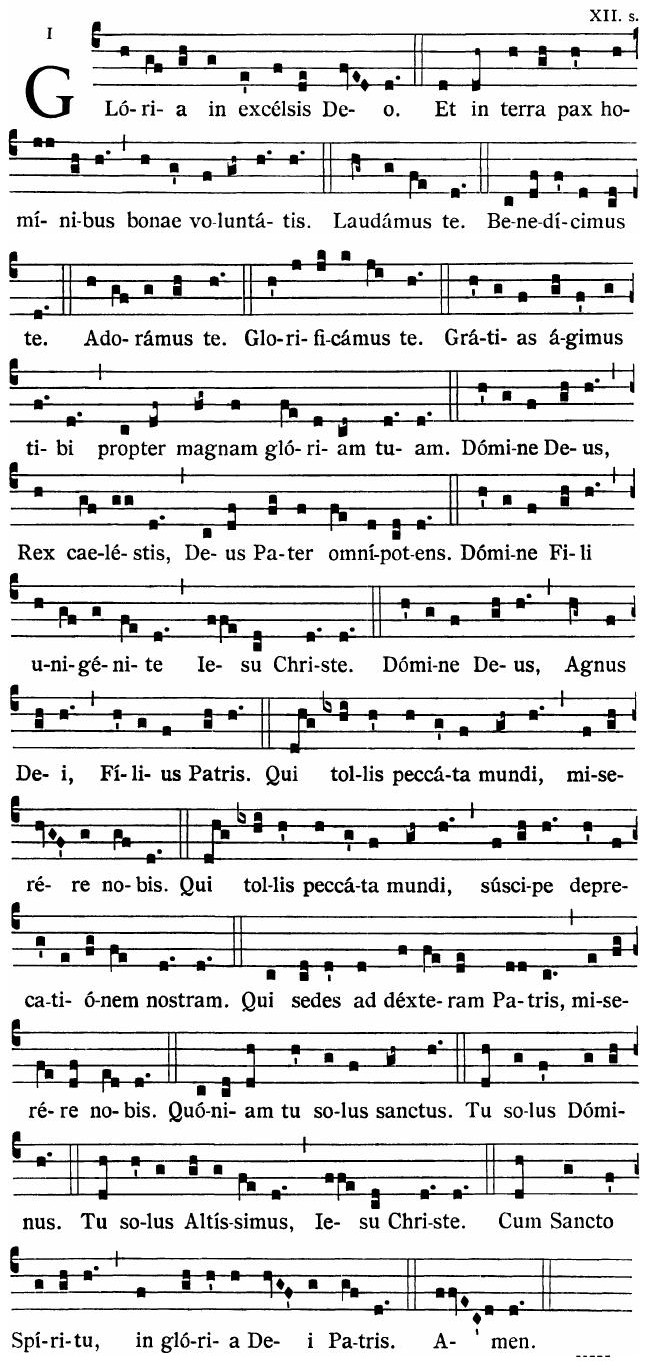 I
XII. s.
GLó-ri- a in excélsis De- o. Et in terra pax ho-
mí- ni-bus bonae vo-luntá- tis. Laudámus te. Be-ne-dí-cimus
te. Ado-rámus te. Glo-ri-fi-cámus te. Grá-ti- as á-gimus
ti- bi propter magnam gló-ri-am tu- am. Dómi-ne De-us,
Rex cae-lé-stis, De- us Pa-ter omní-pot-ens. Dómi-ne Fi-li
u-ni-gé-ni-te Ie- su Chri-ste. Dómi-ne De- us, Agnus
De- i, Fí-li- us Patris. Qui tol-lis peccá-ta mundi, mi-se-
ré- re no-bis. Qui tol-lis peccá-ta mundi, súsci-pe depre-
ca-ti- ó-nem nostram. Qui sedes ad déxte-ram Pa-tris, mi-se-
ré-re no-bis. Quó-ni- am tu so-lus sanctus. Tu so-lus Dómi-
nus. Tu so-lus Altís-simus, Ie- su Chri-ste. Cum Sancto
Spí-ri-tu, in gló-ri- a De- i Pa-tris. A- men.